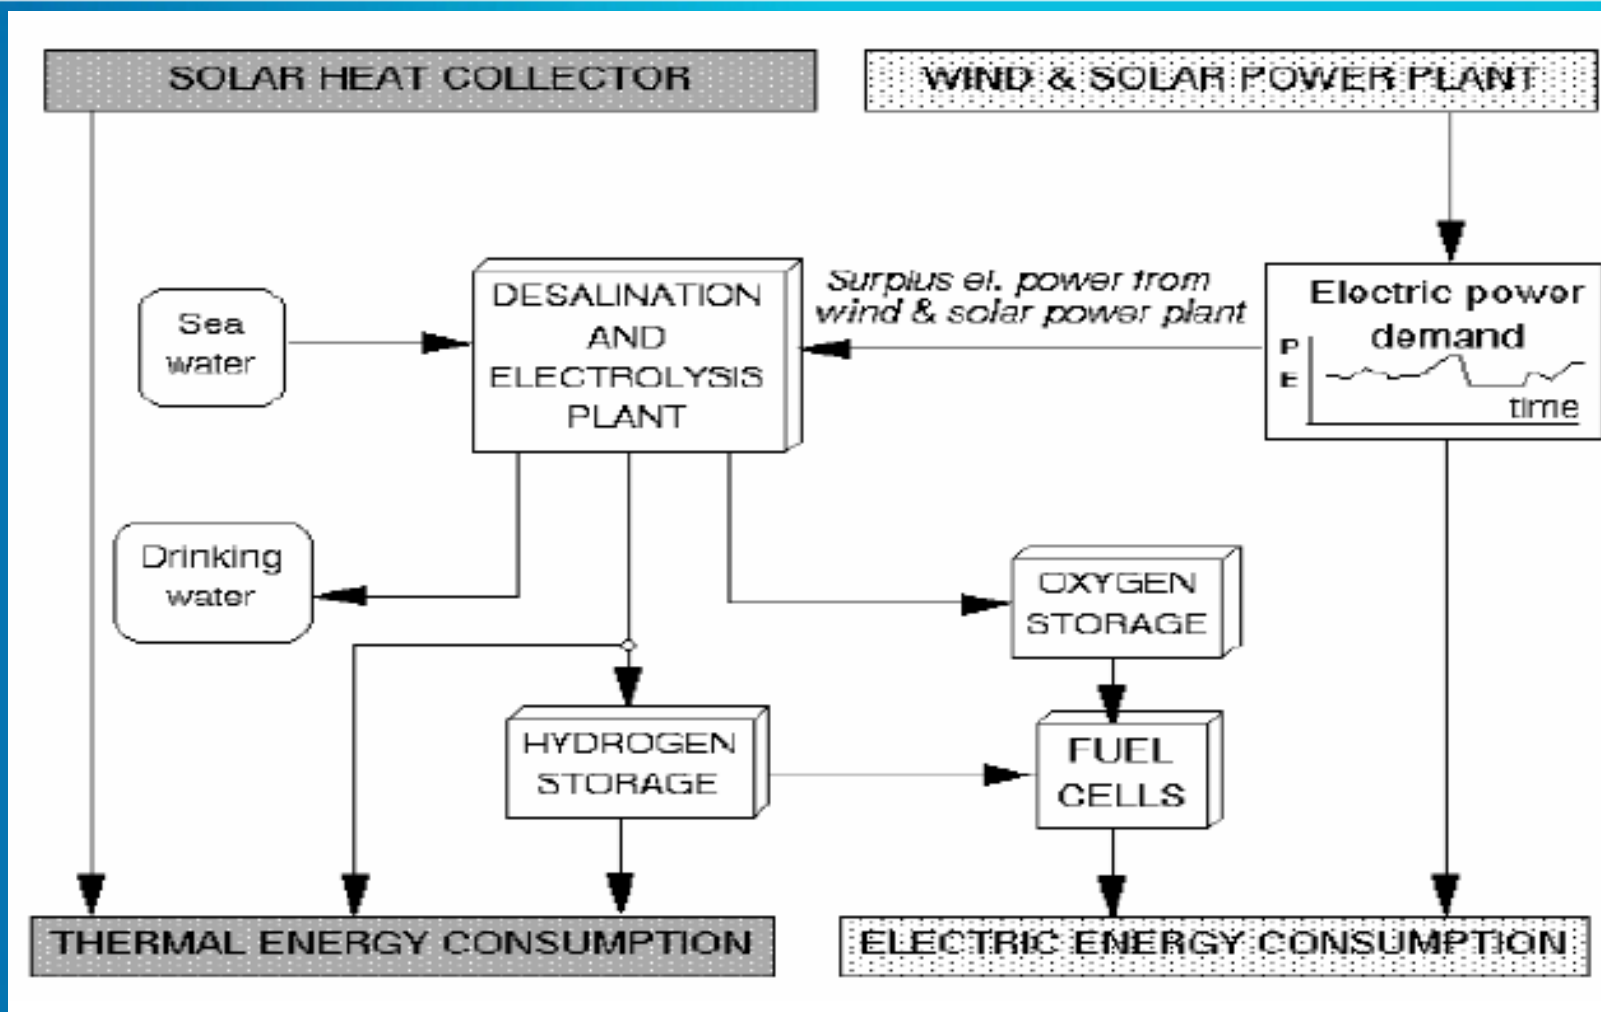 SOLAR HEAT COLLECTOR
WIND & SOLAR POWER PLANT
Sea
water
DESALINATION
AND
ELECTROLYSIS
PLANT
Surplus el. power from
wind & solar power plant
Electric power
demand
P
E
time
Drinking
water
OXYGEN
STORAGE
HYDROGEN
STORAGE
FUEL
CELLS
THERMAL ENERGY CONSUMPTION
ELECTRIC ENERGY CONSUMPTION